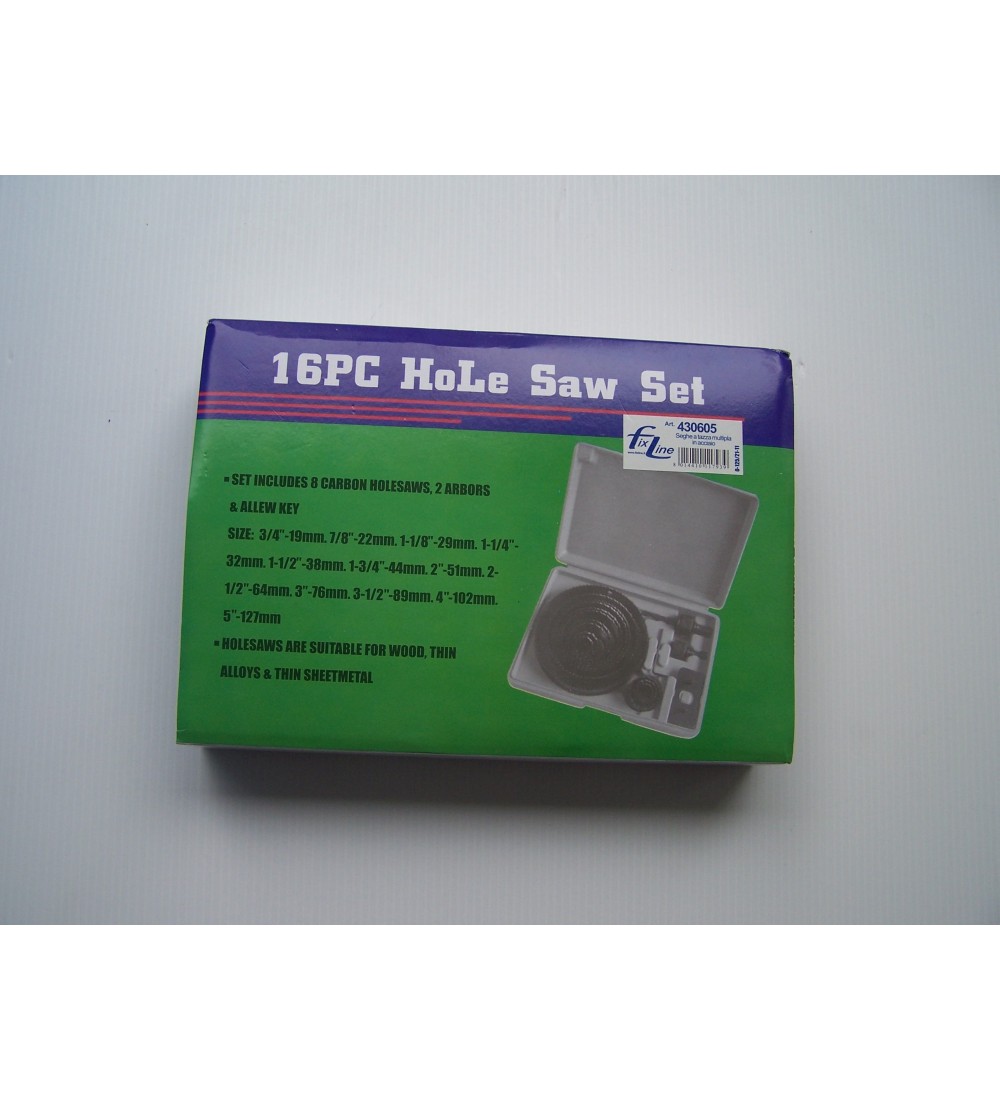 16PC HoLe Saw Set
Art. 430605
fix Line
Seghe a tazza multipla
in acciaio
▪ SET INCLUDES 8 CARBON HOLESAWS, 2 ARBORS
& ALLEW KEY
SIZE: 3/4"-19mm. 7/8"-22mm. 1-1/8"-29mm. 1-1/4"-
32mm. 1-1/2"-38mm. 1-3/4"-44mm. 2"-51mm. 2-
1/2"-64mm. 3"-76mm. 3-1/2"-89mm. 4"-102mm.
5"-127mm
▪ HOLESAWS ARE SUITABLE FOR WOOD, THIN
ALLOYS & THIN SHEETMETAL